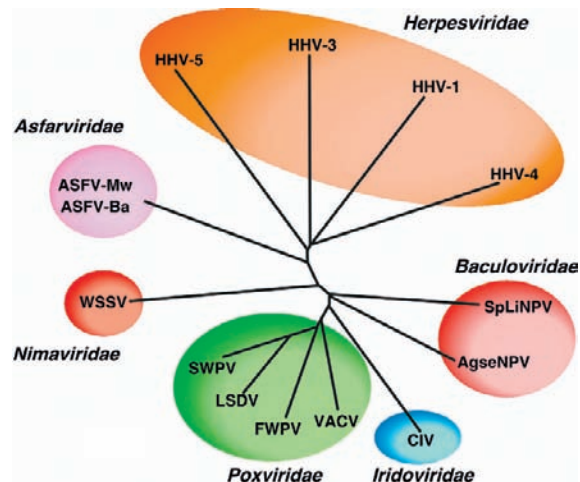 Herpesviridae
HHV-3
HHV-5
HHV-1
HHV-4
Asfarviridae
ASFV-Mw
ASFV-Ba
Baculoviridae
WSSV
SpLiNPV
Nimaviridae
AgseNPV
SWPV
LSDV
FWPV
VACV
CIV
Poxviridae
Iridoviridae